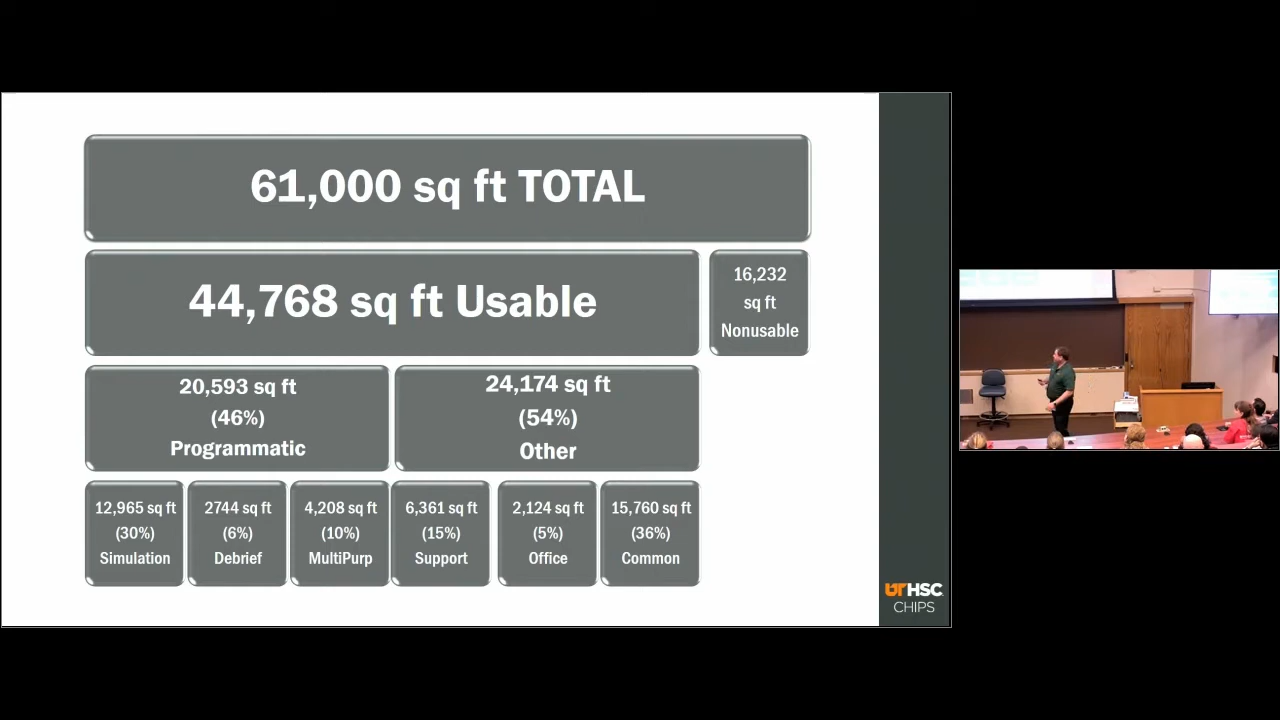 61,000 sq ft TOTAL
44,768 sq ft Usable
16,232
sq ft
Nonusable
20,593 sq ft
(46%)
Programmatic
24,174 sq ft
(54%)
Other
12,965 sq ft
(30%)
Simulation
2744 sq ft
(6%)
Debrief
4,208 sq ft
(10%)
MultiPurp
6,361 sq ft
(15%)
Support
2,124 sq ft
(5%)
Office
15,760 sq ft
(36%)
Common
UTHSC
CHIPS